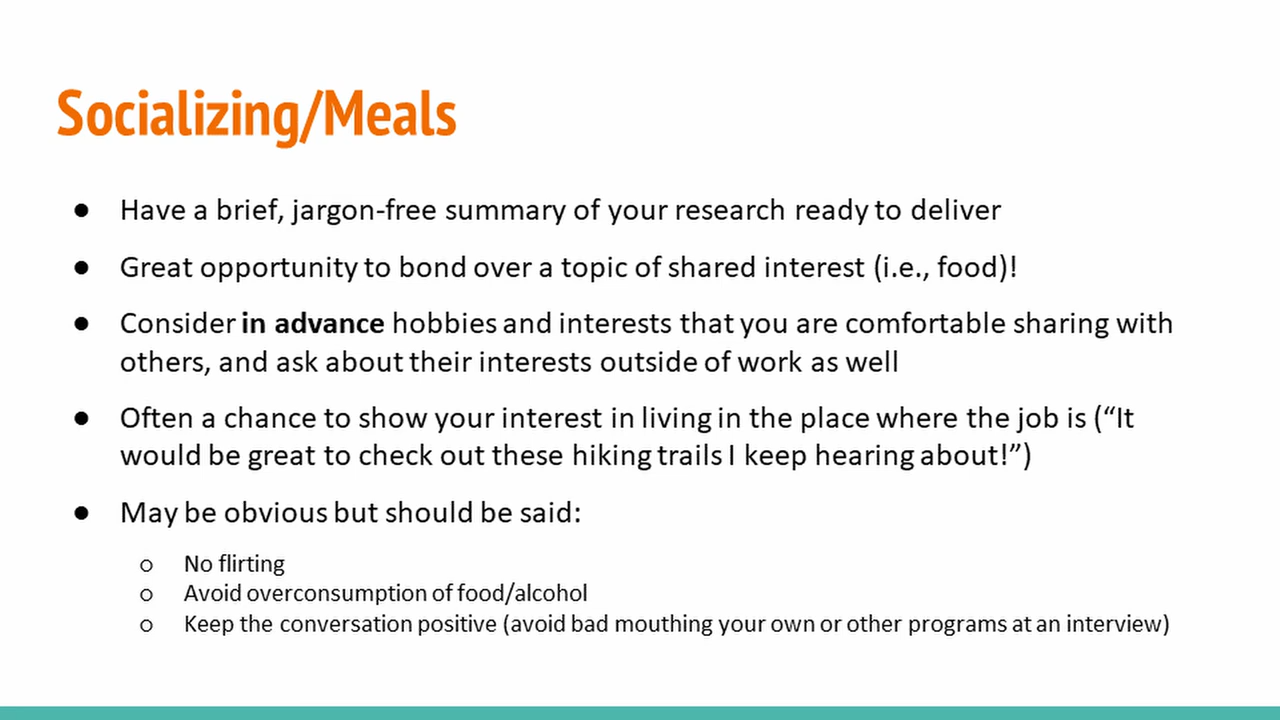 Socializing/Meals
● Have a brief, jargon-free summary of your research ready to deliver
● Great opportunity to bond over a topic of shared interest (i.e., food)!
● Consider in advance hobbies and interests that you are comfortable sharing with
others, and ask about their interests outside of work as well
● Often a chance to show your interest in living in the place where the job is (“It
would be great to check out these hiking trails I keep hearing about!”)
● May be obvious but should be said:
○ No flirting
○ Avoid overconsumption of food/alcohol
○ Keep the conversation positive (avoid bad mouthing your own or other programs at an interview)